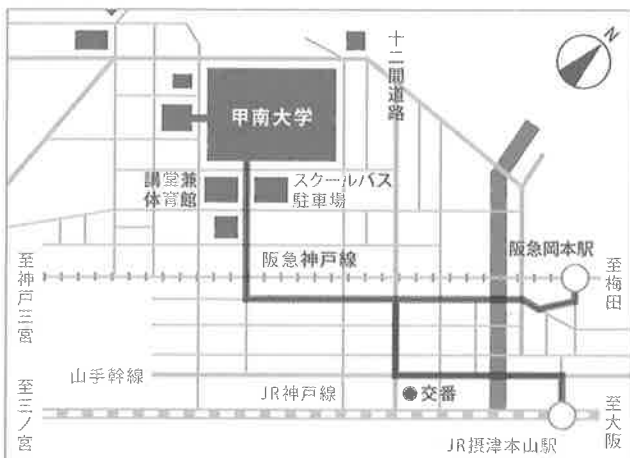 N
十二間道路
甲南大学
講堂兼
体育館
スクールバス
駐車場
阪急岡本駅
阪急神戸線
至神戸三宮
至梅田
山手幹線
JR神戸線
交番
至三ノ宮
至大阪
JR摂津本山駅